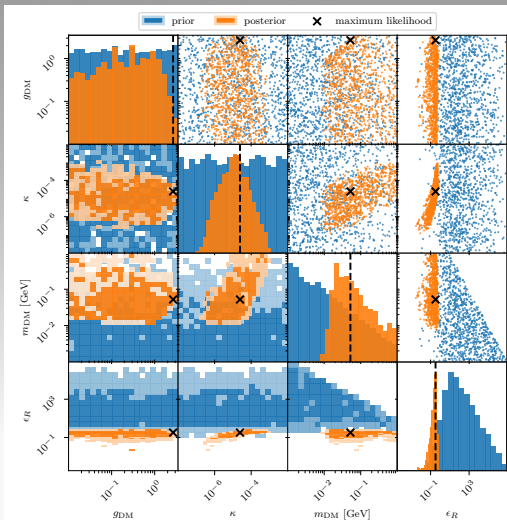 prior posterior maximum likelihood
g_DM
10^0
10^-1
κ
10^-4
10^-6
m_DM [GeV]
10^-1
10^-2
ϵ_R
10^3
10^-1
10^-1 10^0 10^-6 10^-4 10^-2 10^-1 10^-1 10^3
g_DM κ m_DM [GeV] ϵ_R